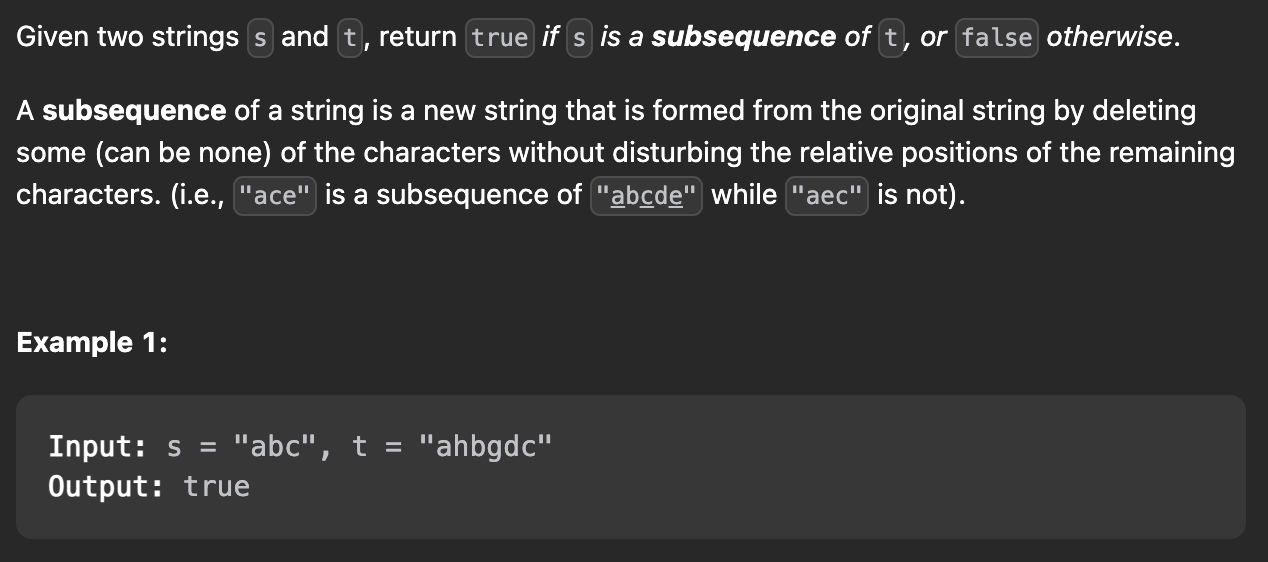 Given two strings s and t, return true if s is a subsequence of t, or false otherwise.
A subsequence of a string is a new string that is formed from the original string by deleting
some (can be none) of the characters without disturbing the relative positions of the remaining
characters. (i.e., "ace" is a subsequence of "abcde" while "aec" is not).
Example 1:
Input: s = "abc", t = "ahbgdc"
Output: true